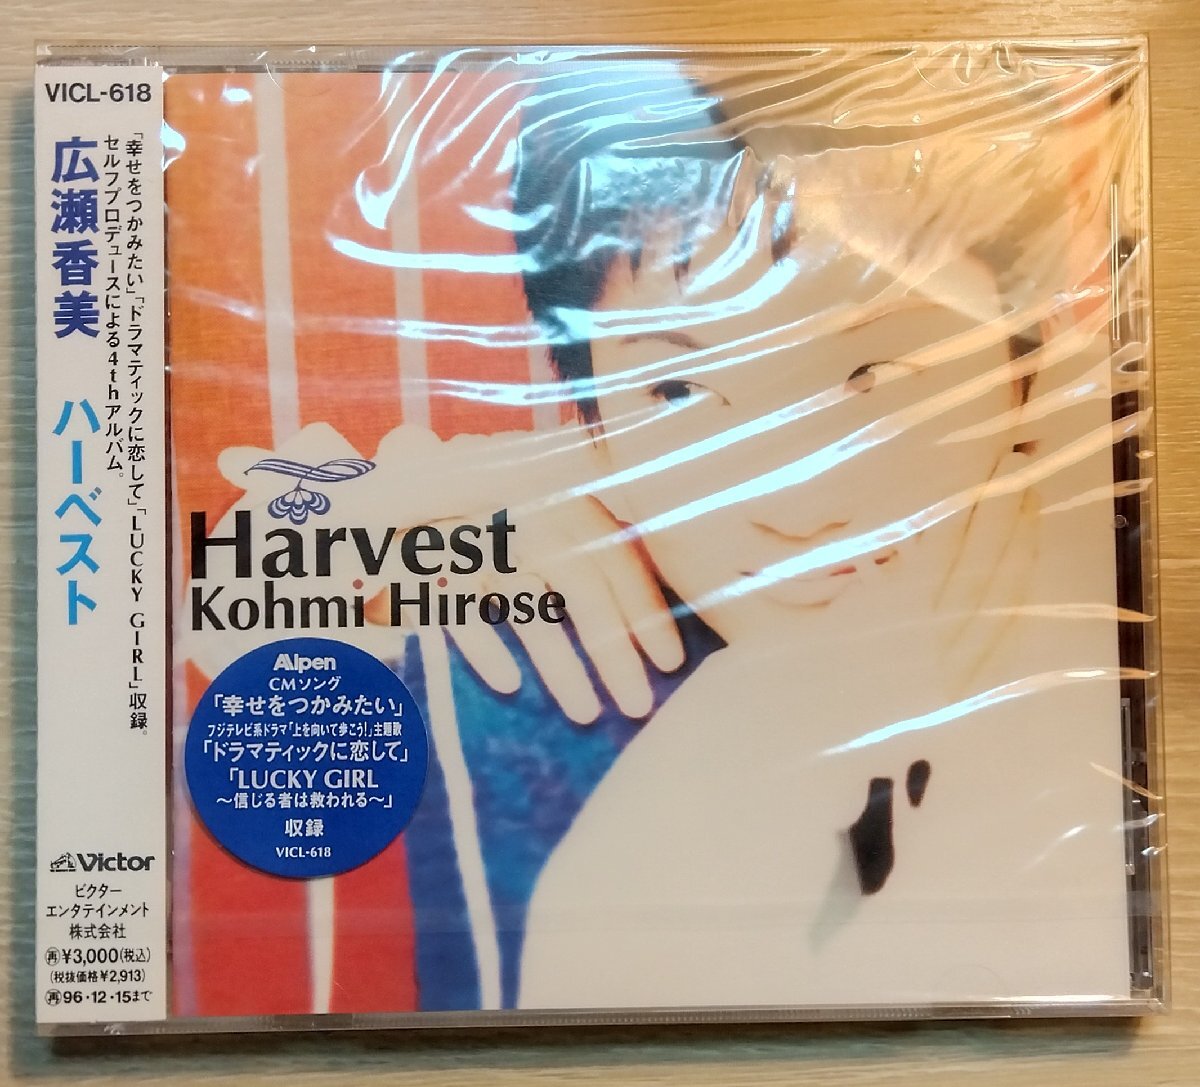 VICL-618
「幸せをつかみたい」「ドラマティックに恋して」「LUCKY GIRL」収録。
セルフプロデュースによる4thアルバム。
広瀬香美 ハーベスト
Victor
ビクター
エンタテインメント
株式会社
再¥3,000(税込)
(税抜価格¥2,913)
再96・12・15まで
Harvest
Kohmi Hirose
Alpen
CMソング
「幸せをつかみたい」
フジテレビ系ドラマ「上を向いて歩こう!」主題歌
「ドラマティックに恋して」
「LUCKY GIRL
〜信じる者は救われる〜」
収録
VICL-618